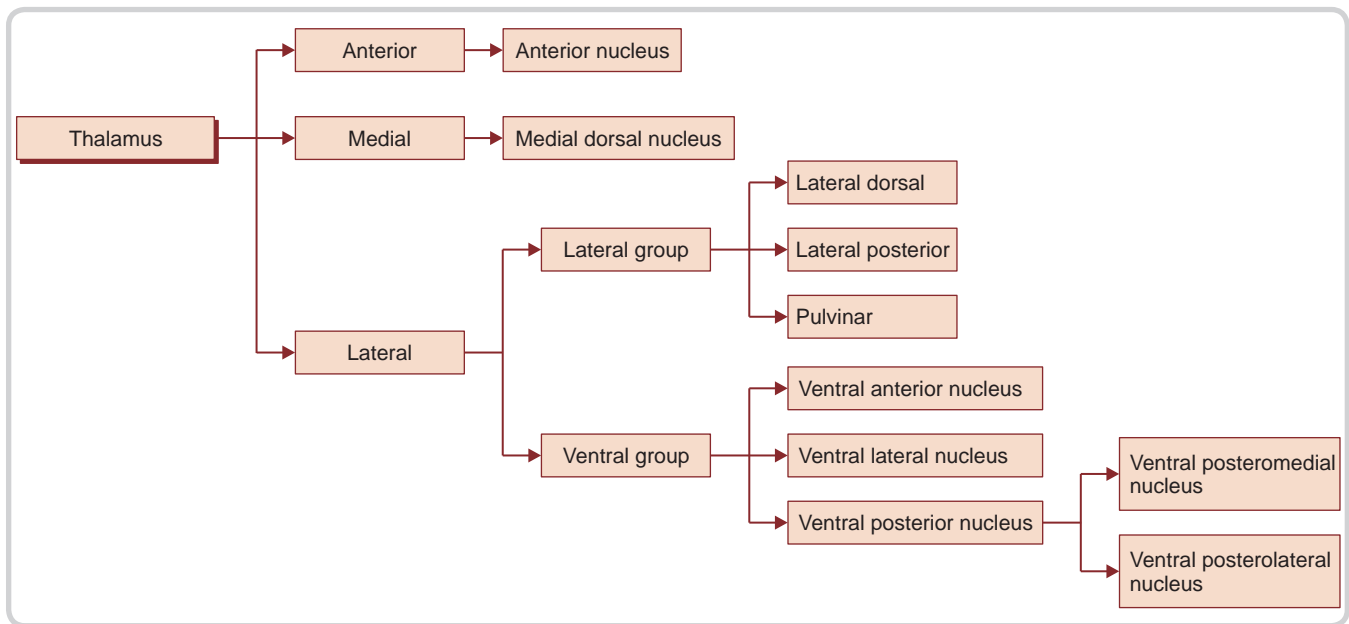 Anterior
Anterior nucleus
Thalamus
Medial
Medial dorsal nucleus
Lateral dorsal
Lateral group
Lateral posterior
Pulvinar
Lateral
Ventral anterior nucleus
Ventral group
Ventral lateral nucleus
Ventral posteromedial
nucleus
Ventral posterior nucleus
Ventral posterolateral
nucleus